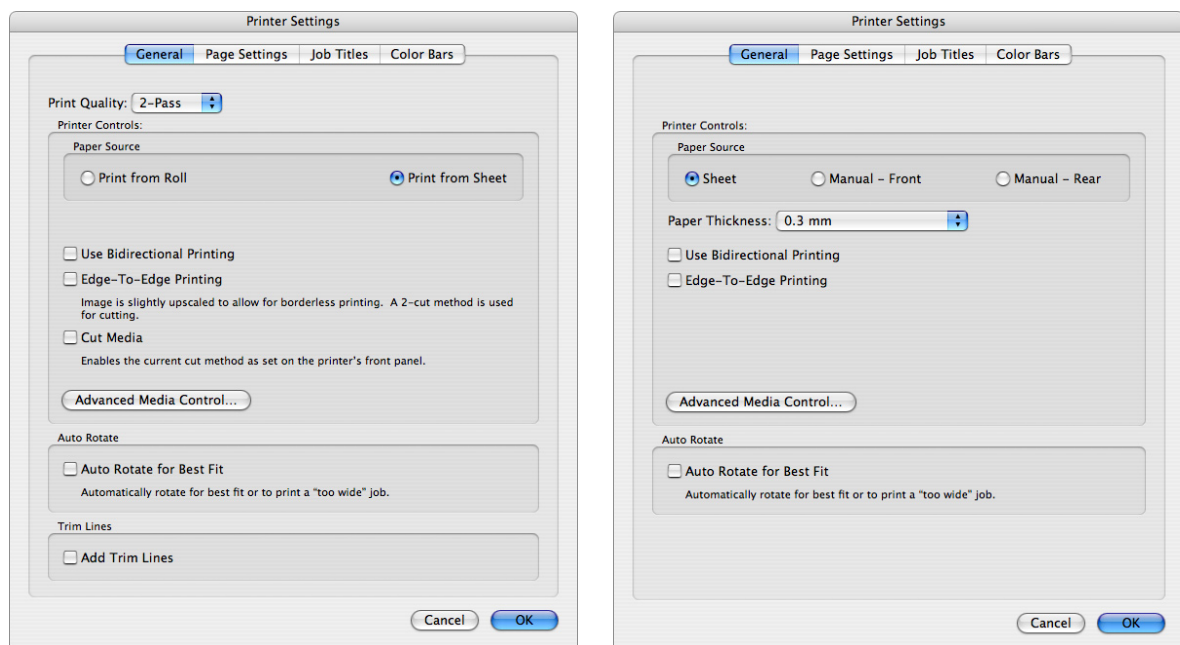 Printer Settings
General Page Settings Job Titles Color Bars
Print Quality: 2-Pass
Printer Controls:
Paper Source
Print from Roll Print from Sheet
Use Bidirectional Printing
Edge-To-Edge Printing
Image is slightly upscaled to allow for borderless printing. A 2-cut method is used
for cutting.
Cut Media
Enables the current cut method as set on the printer's front panel.
Advanced Media Control...
Auto Rotate
Auto Rotate for Best Fit
Automatically rotate for best fit or to print a "too wide" job.
Trim Lines
Add Trim Lines
Cancel OK
Printer Settings
General Page Settings Job Titles Color Bars
Printer Controls:
Paper Source
Sheet Manual - Front Manual - Rear
Paper Thickness: 0.3 mm
Use Bidirectional Printing
Edge-To-Edge Printing
Advanced Media Control...
Auto Rotate
Auto Rotate for Best Fit
Automatically rotate for best fit or to print a "too wide" job.
Cancel OK